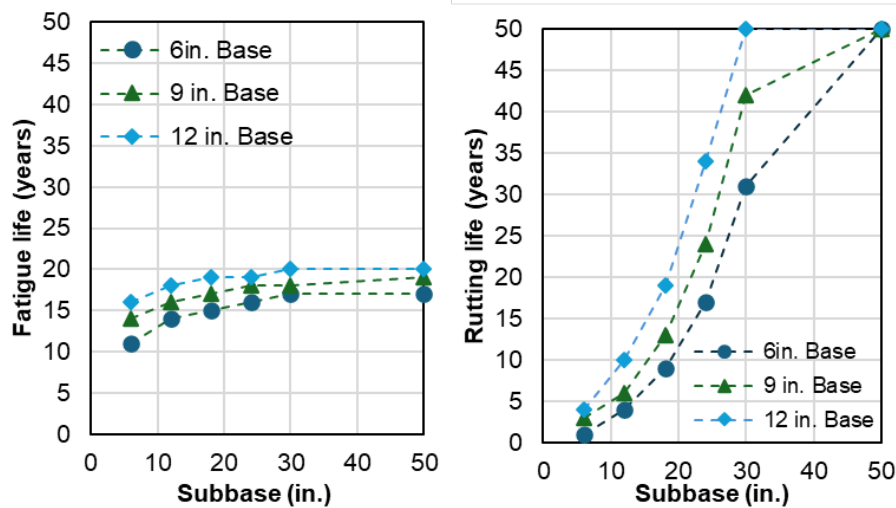 50
45
40
35
30
25
20
15
10
5
0
Fatigue life (years)
6in. Base
9 in. Base
12 in. Base
0 10 20 30 40 50
Subbase (in.)
50
45
40
35
30
25
20
15
10
5
0
Rutting life (years)
6in. Base
9 in. Base
12 in. Base
0 10 20 30 40 50
Subbase (in.)